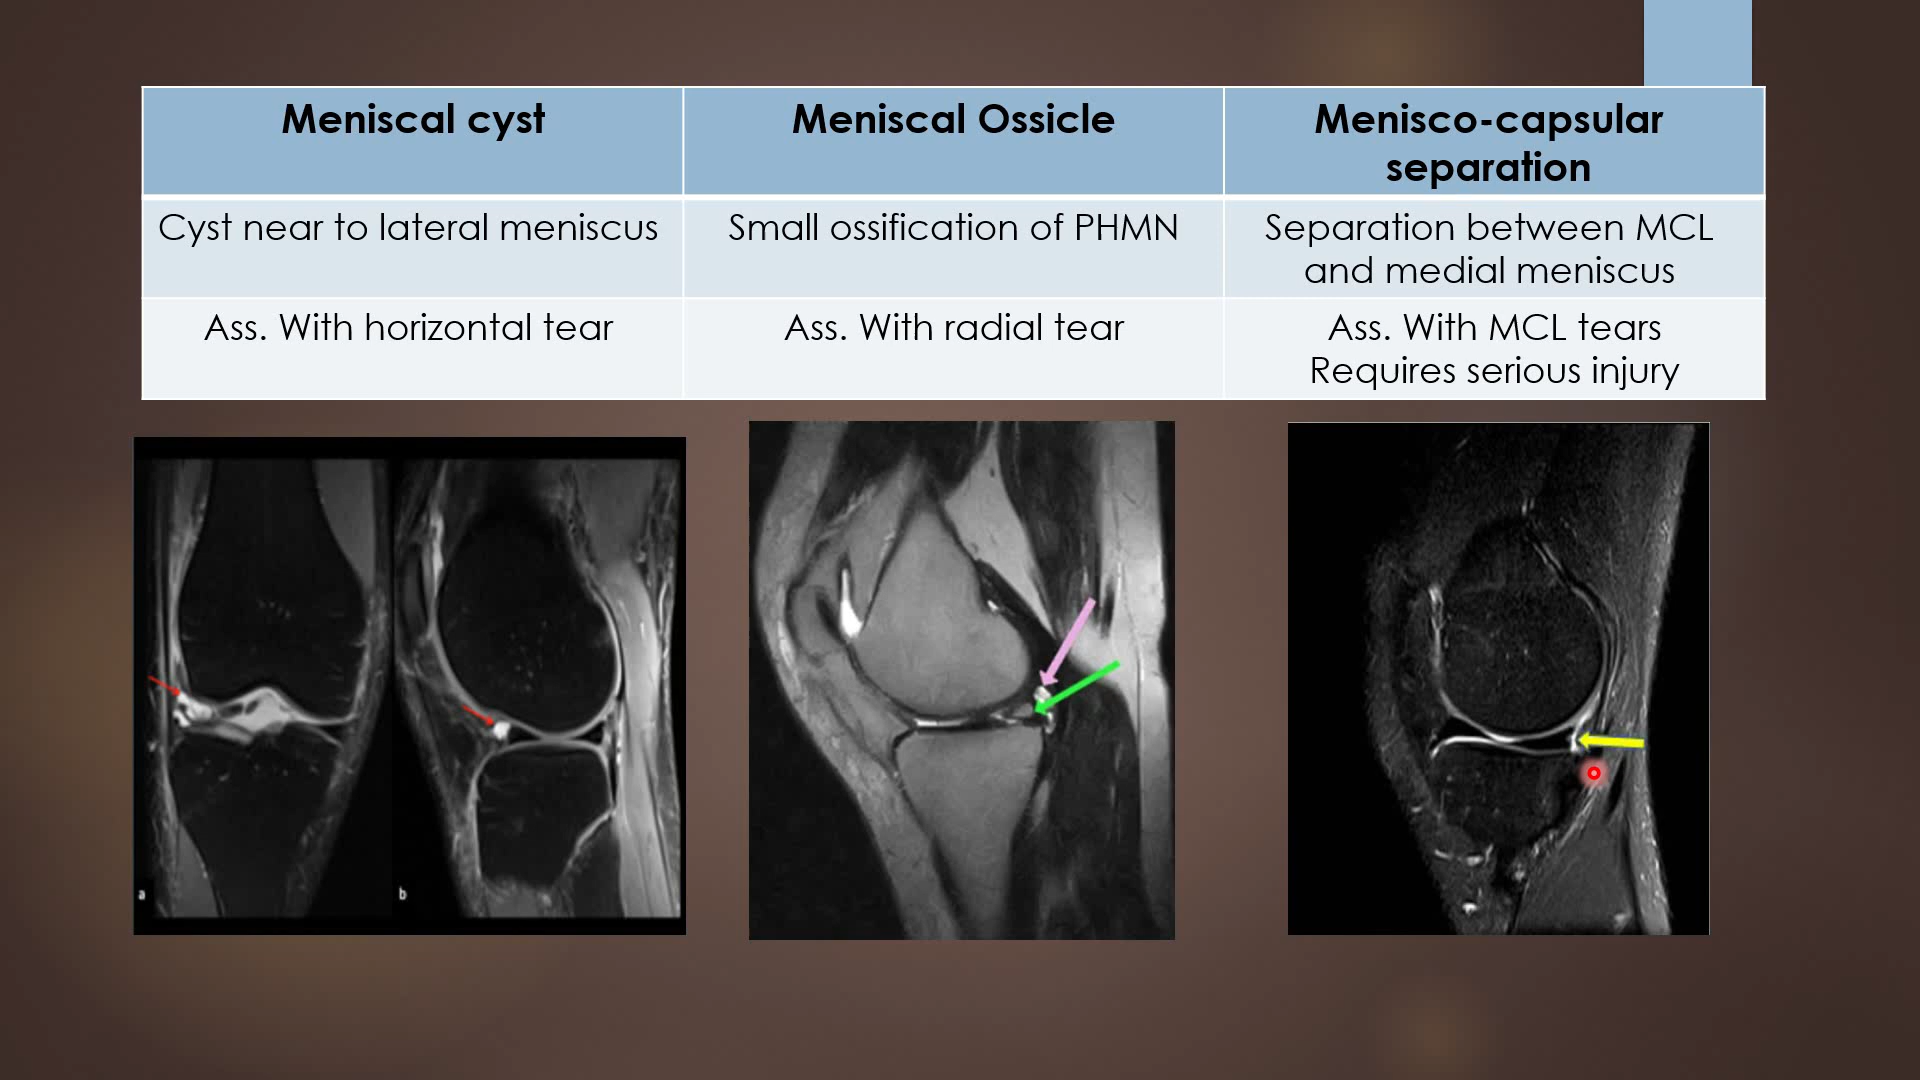 Meniscal cyst
Meniscal Ossicle
Menisco-capsular
separation
Cyst near to lateral meniscus
Small ossification of PHMN
Separation between MCL
and medial meniscus
Ass. With horizontal tear
Ass. With radial tear
Ass. With MCL tears
Requires serious injury
a
b